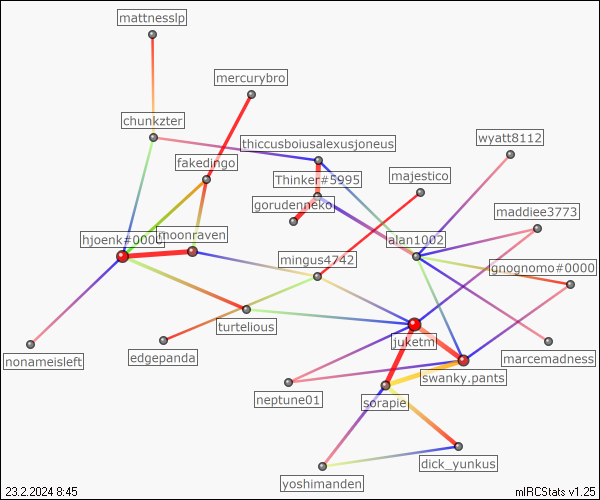 mattnesslp
mercurybro
chunkzter
wyatt8112
thiccusboiusalexusjoneus
fakedingo
majestico
Thinker#5995
gorudenneko
maddiee3773
moonraven
hjoenk#0000
alan1002
mingus4742
gnognomo#0000
turtelious
juketm
nonameisleft
edgepanda
marcemadness
swanky.pants
neptune01
sorapie
dick_yunkus
yoshimanden
23.2.2024 8:45
mIRCStats v1.25